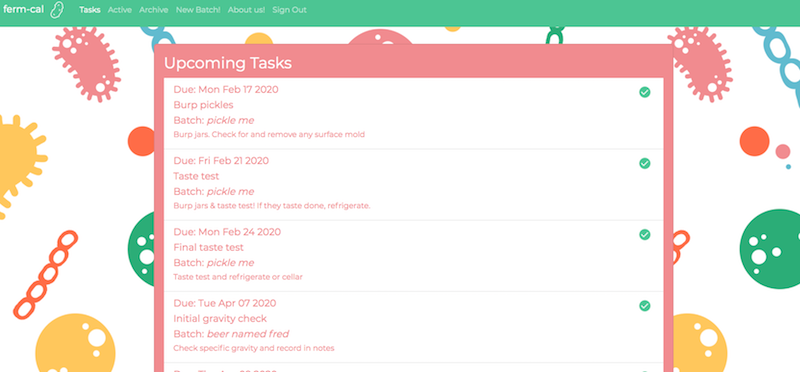 ferm-cal Tasks Active Archive New Batch! About us! Sign Out
Upcoming Tasks
Due: Mon Feb 17 2020
Burp pickles
Batch: pickle me
Burp jars. Check for and remove any surface mold
Due: Fri Feb 21 2020
Taste test
Batch: pickle me
Burp jars & taste test! If they taste done, refrigerate.
Due: Mon Feb 24 2020
Final taste test
Batch: pickle me
Taste test and refrigerate or cellar
Due: Tue Apr 07 2020
Initial gravity check
Batch: beer named fred
Check specific gravity and record in notes